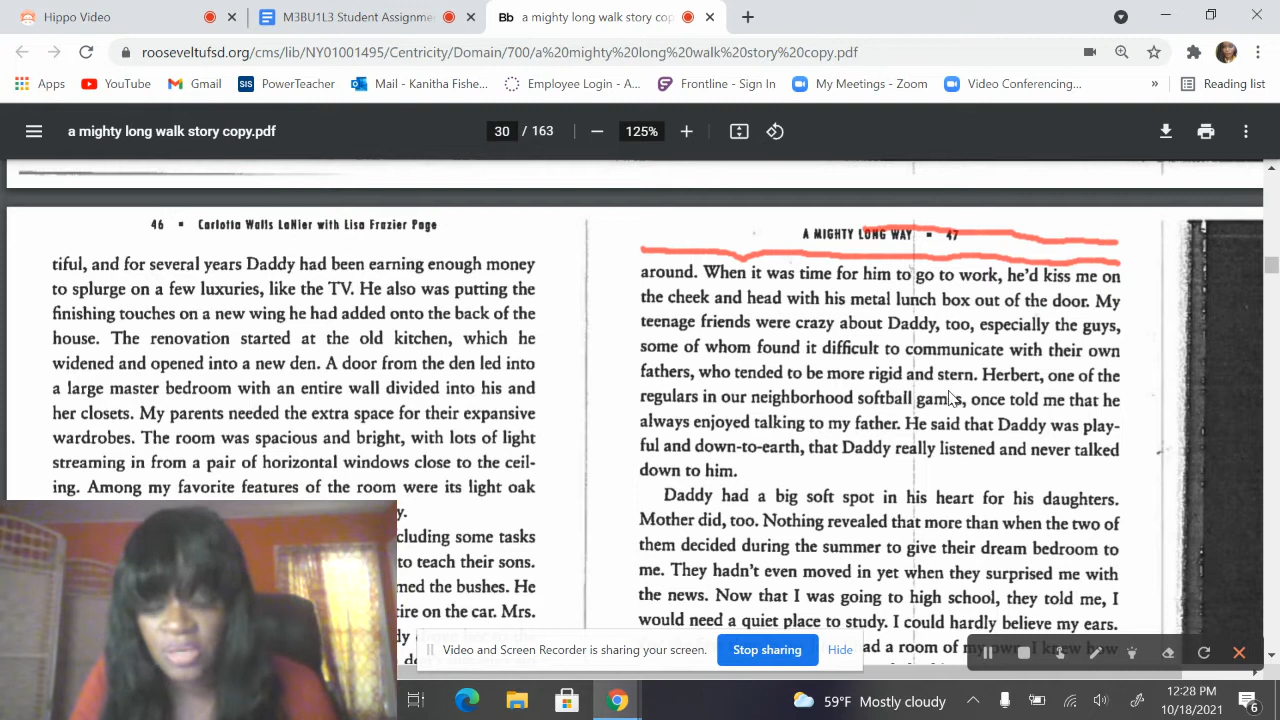 Hippo Video
M3BU1L3 Student Assignme
Bb a mighty long walk story cop
rooseveltufsd.org/cms/lib/NY01001495/Centricity/Domain/700/a%20mighty%20long%20walk%20story%20copy.pdf
Apps YouTube Gmail SIS PowerTeacher Mail - Kanitha Fishe... Employee Login - A... Frontline - Sign In My Meetings - Zoom Video Conferencing... » Reading list
a mighty long walk story copy.pdf 30 / 163 125%
46 ▪ Carlotta Walls LaNier with Lisa Frazier Page
tiful, and for several years Daddy had been earning enough money
to splurge on a few luxuries, like the TV. He also was putting the
finishing touches on a new wing he had added onto the back of the
house. The renovation started at the old kitchen, which he
widened and opened into a new den. A door from the den led into
a large master bedroom with an entire wall divided into his and
her closets. My parents needed the extra space for their expansive
wardrobes. The room was spacious and bright, with lots of light
streaming in from a pair of horizontal windows close to the ceil-
ing. Among my favorite features of the room were its light oak
cluding some tasks
to teach their sons.
med the bushes. He
tire on the car. Mrs.
A MIGHTY LONG WAY ▪ 47
around. When it was time for him to go to work, he'd kiss me on
the cheek and head with his metal lunch box out of the door. My
teenage friends were crazy about Daddy, too, especially the guys,
some of whom found it difficult to communicate with their own
fathers, who tended to be more rigid and stern. Herbert, one of the
regulars in our neighborhood softball games, once told me that he
always enjoyed talking to my father. He said that Daddy was play-
ful and down-to-earth, that Daddy really listened and never talked
down to him.
Daddy had a big soft spot in his heart for his daughters.
Mother did, too. Nothing revealed that more than when the two of
them decided during the summer to give their dream bedroom to
me. They hadn't even moved in yet when they surprised me with
the news. Now that I was going to high school, they told me, I
would need a quiet place to study. I could hardly believe my ears.
ad a room of my own. I knew how
Video and Screen Recorder is sharing your screen. Stop sharing Hide
59°F Mostly cloudy
12:28 PM
10/18/2021
6